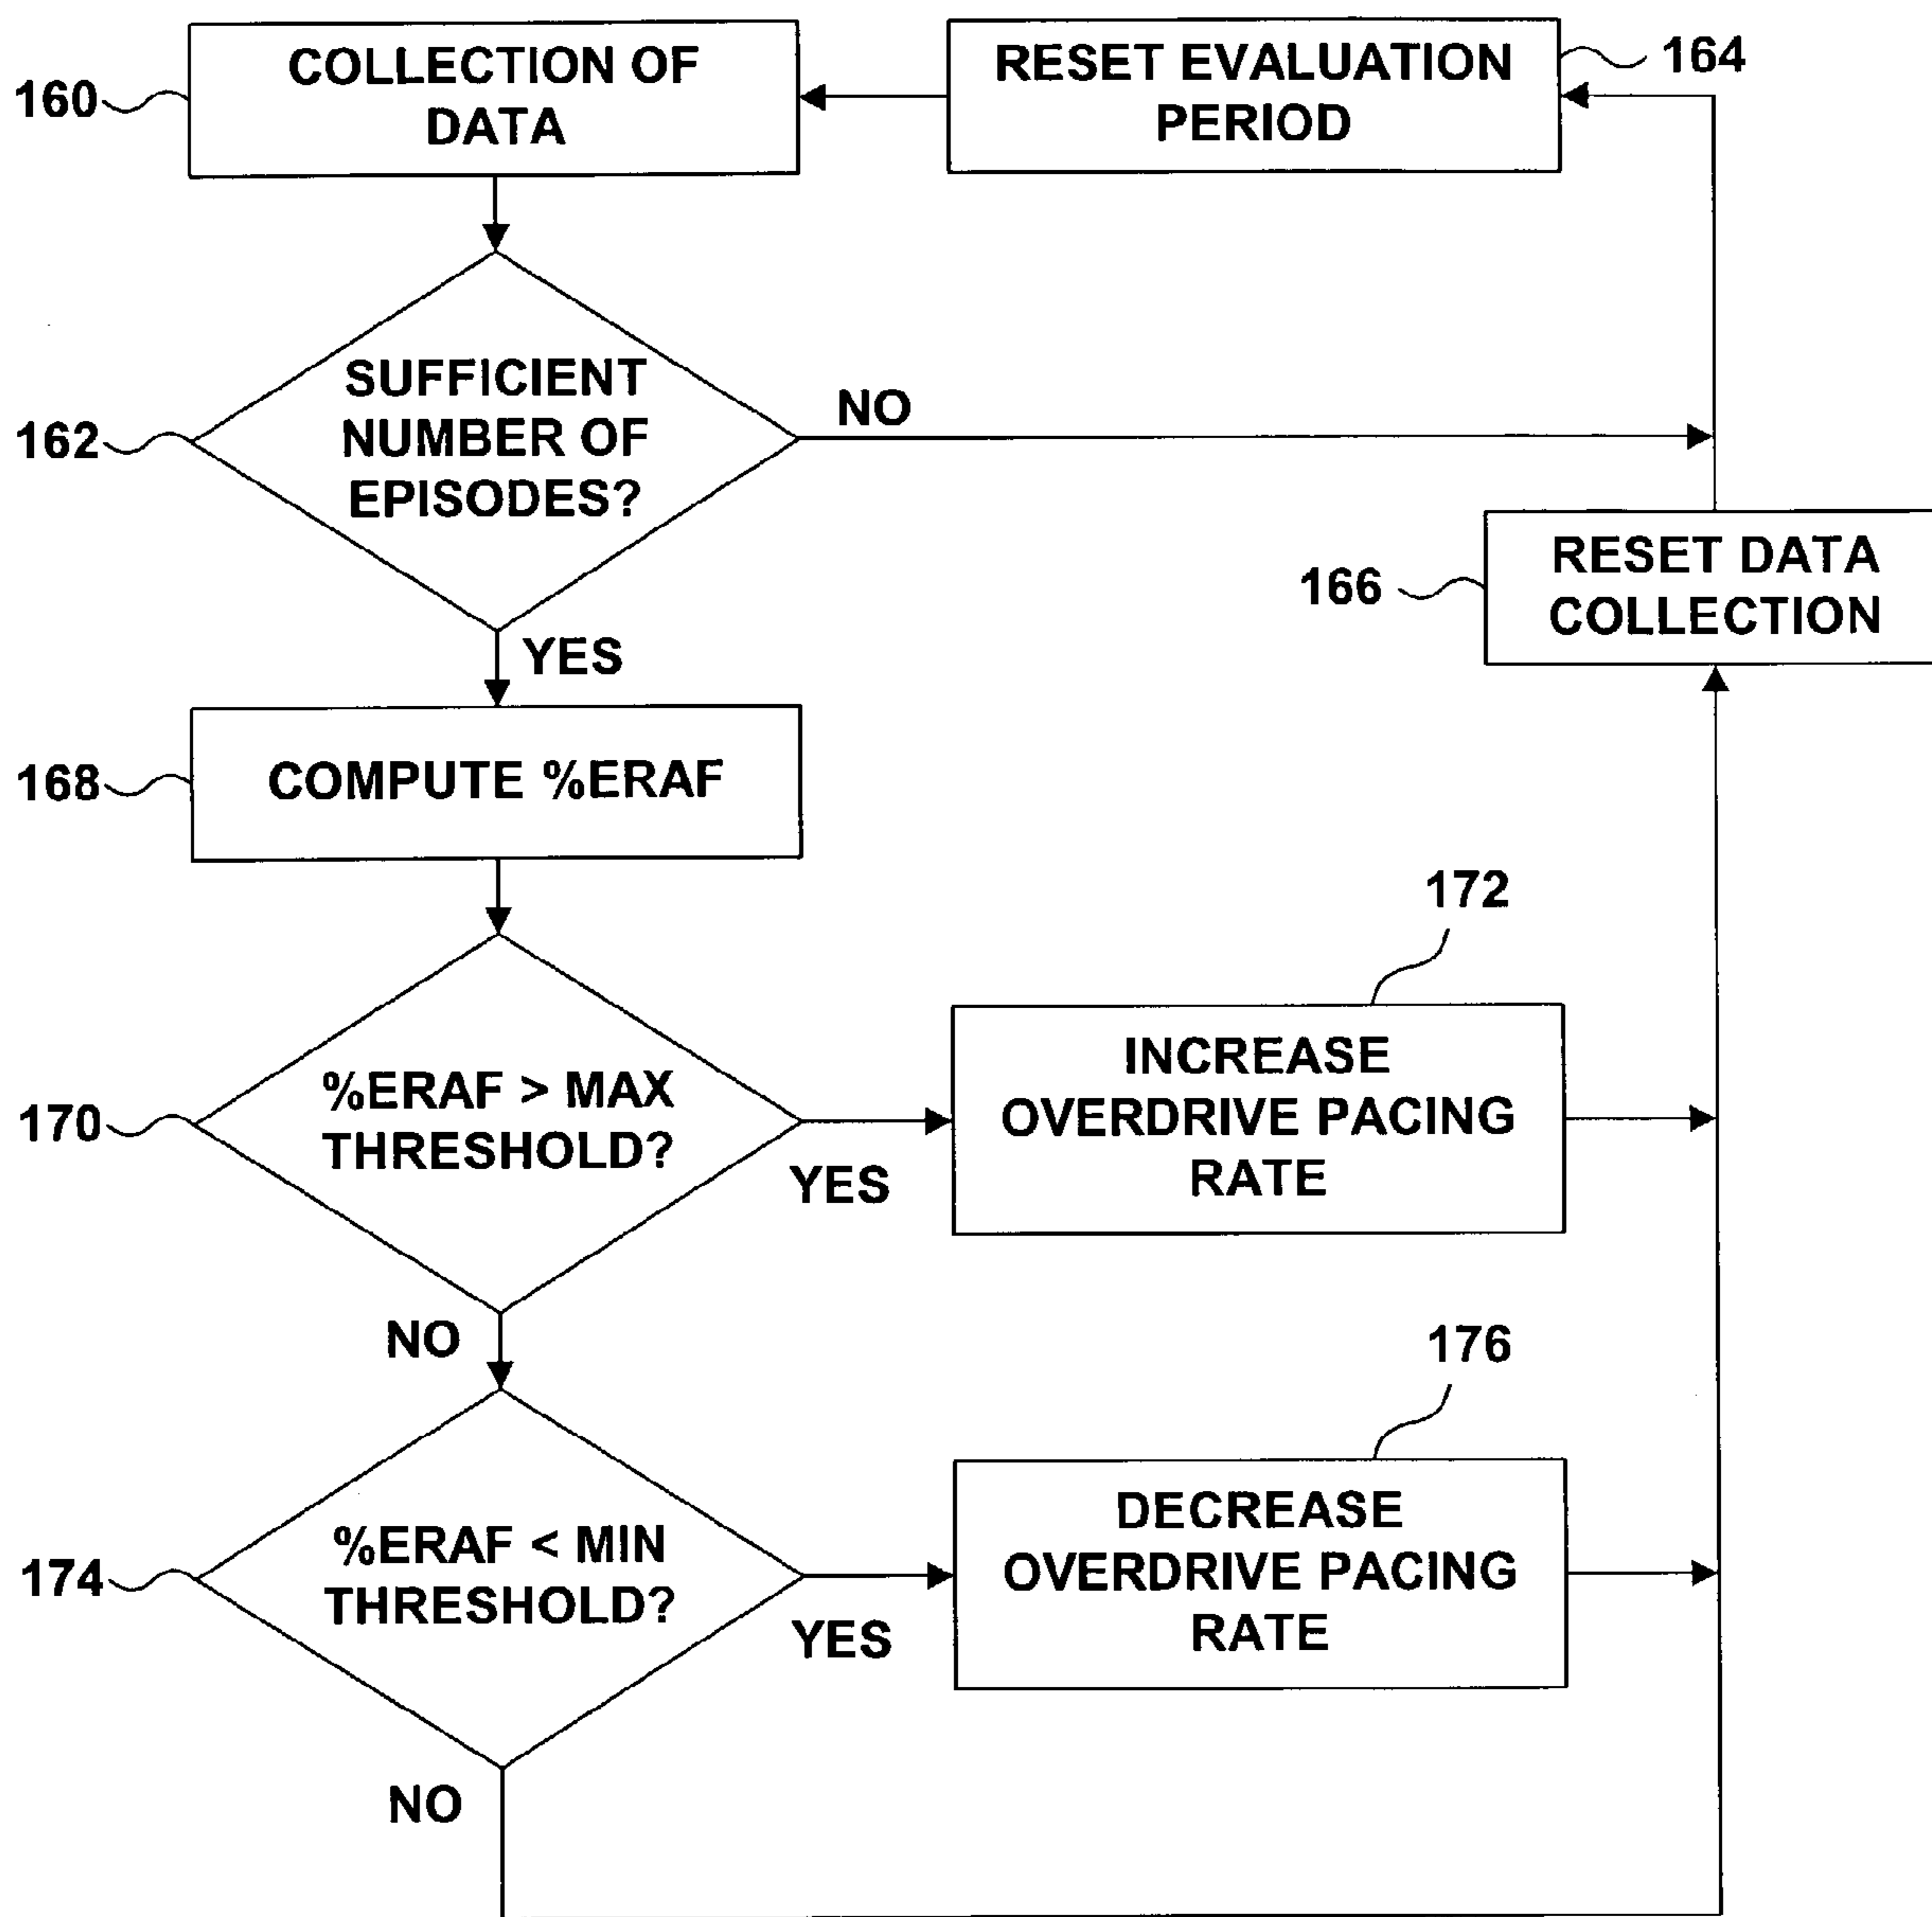 160
COLLECTION OF
DATA
RESET EVALUATION
PERIOD
164
162
SUFFICIENT
NUMBER OF
EPISODES?
NO
166
RESET DATA
COLLECTION
YES
168
COMPUTE %ERAF
172
170
%ERAF > MAX
THRESHOLD?
YES
INCREASE
OVERDRIVE PACING
RATE
NO
176
174
%ERAF < MIN
THRESHOLD?
YES
DECREASE
OVERDRIVE PACING
RATE
NO